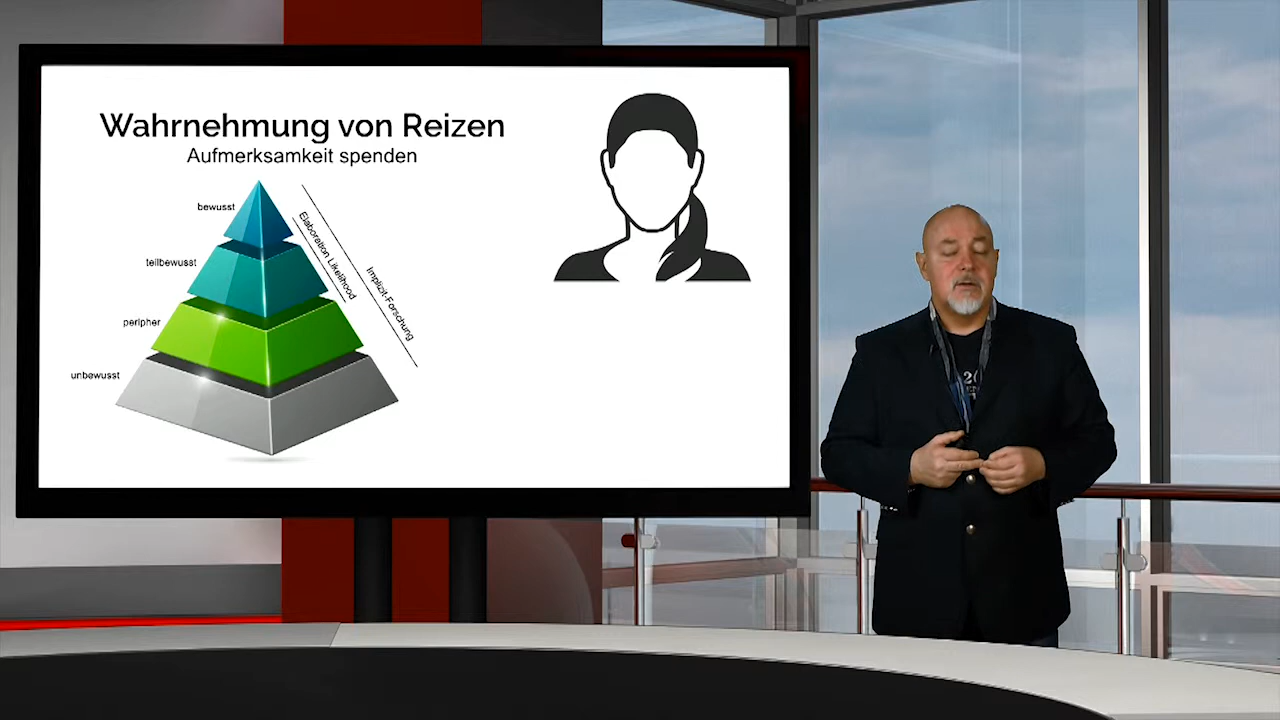 Wahrnehmung von Reizen
Aufmerksamkeit spenden
bewusst
teilbewusst
peripher
unbewusst
Elaboration Likelihood
Implizit-Forschung